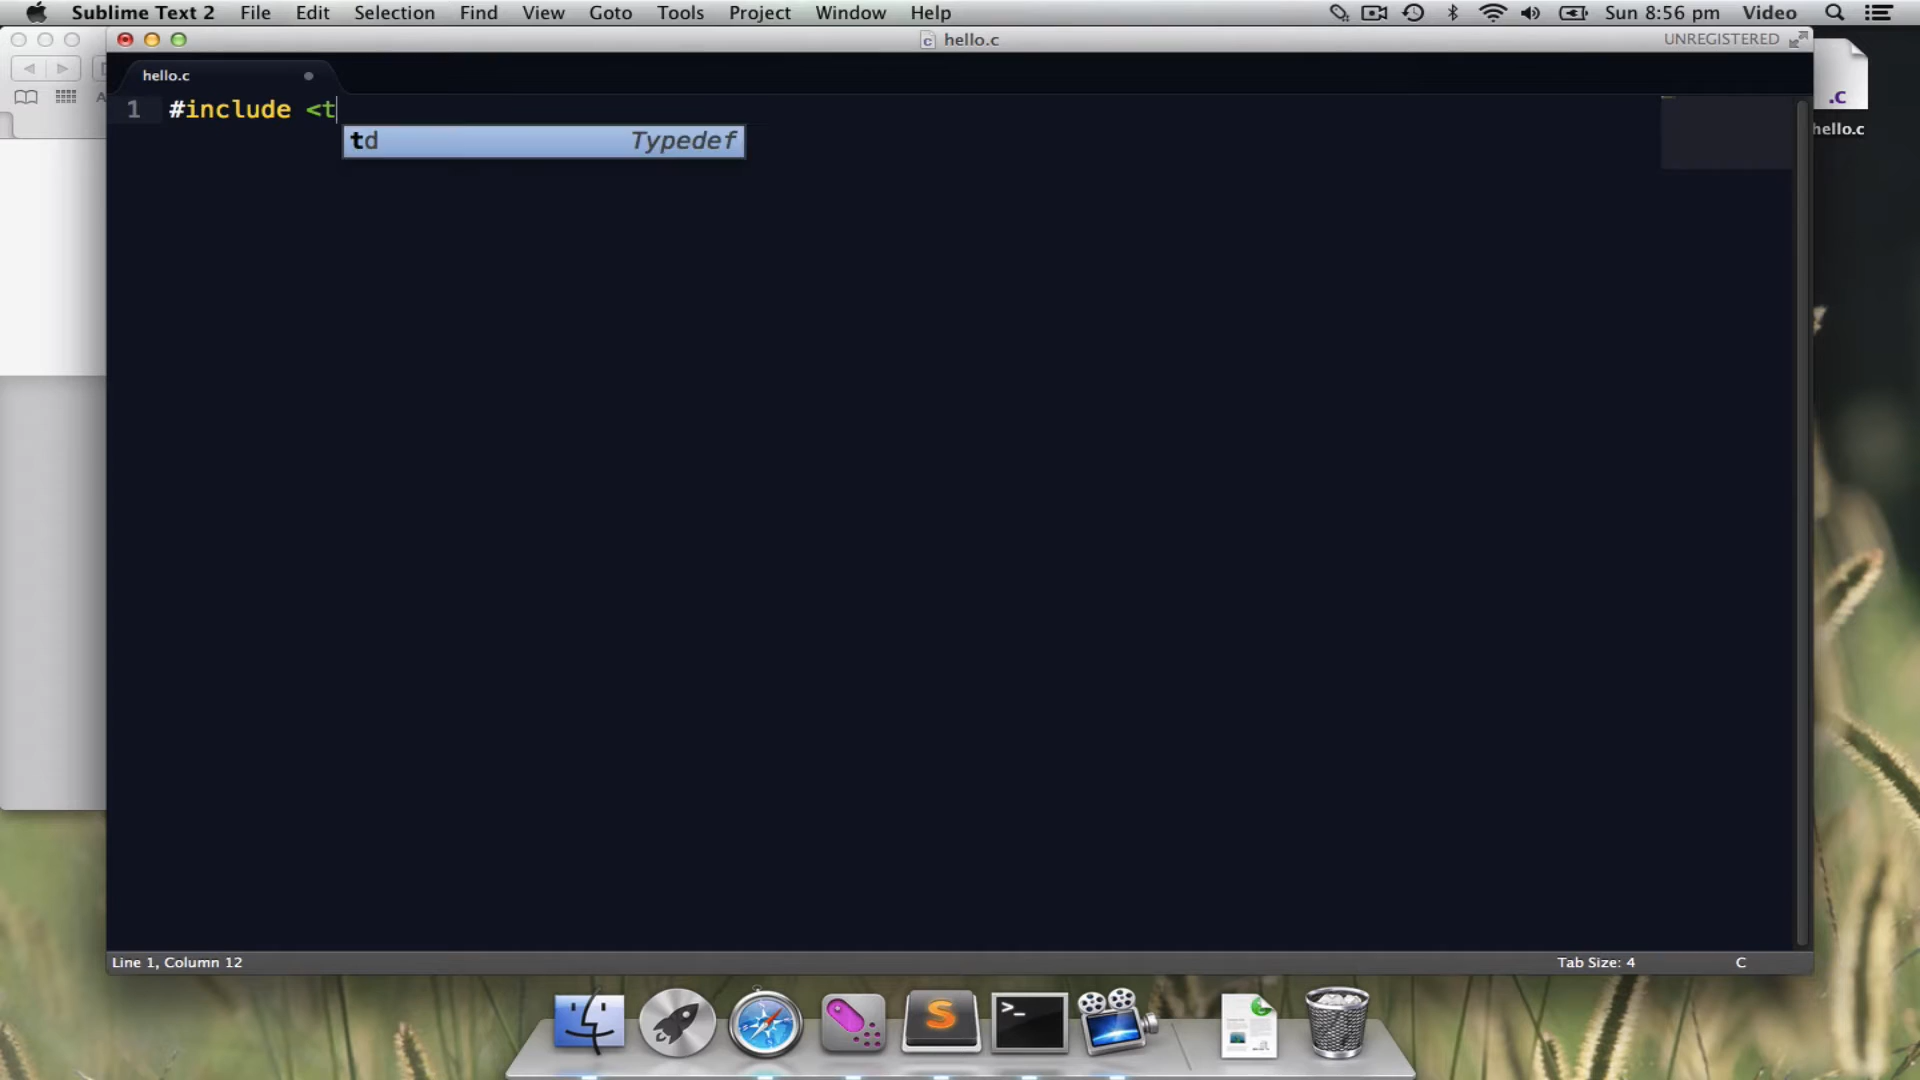 Sublime Text 2 File Edit Selection Find View Goto Tools Project Window Help Sun 8:56 pm Video
hello.c UNREGISTERED
hello.c
1 #include <t
td Typedef
.c
hello.c
Line 1, Column 12 Tab Size: 4 C